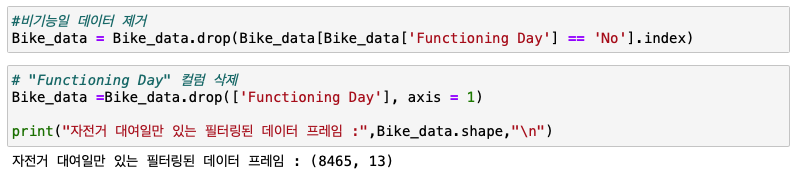 #비기능일 데이터 제거
Bike_data = Bike_data.drop(Bike_data[Bike_data['Functioning Day'] == 'No'].index)
# "Functioning Day" 컬럼 삭제
Bike_data =Bike_data.drop(['Functioning Day'], axis = 1)
print("자전거 대여일만 있는 필터링된 데이터 프레임 :",Bike_data.shape,"\n")
자전거 대여일만 있는 필터링된 데이터 프레임 : (8465, 13)